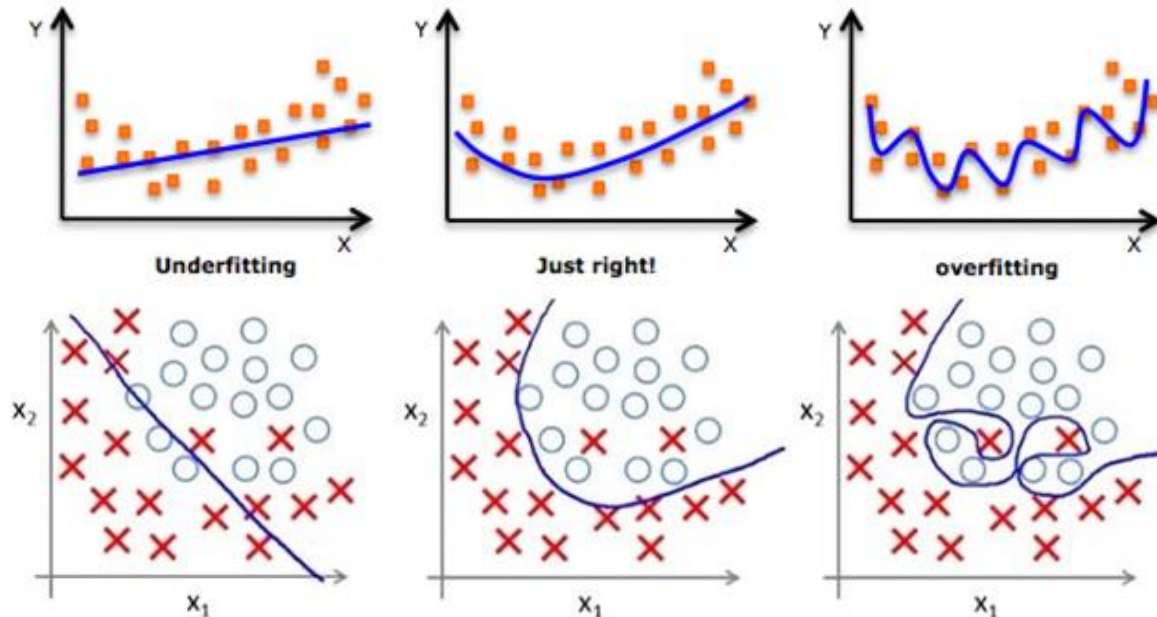 Y
X
Underfitting
Y
X
Just right!
Y
X
overfitting
X2
X1
X2
X1
X2
X1